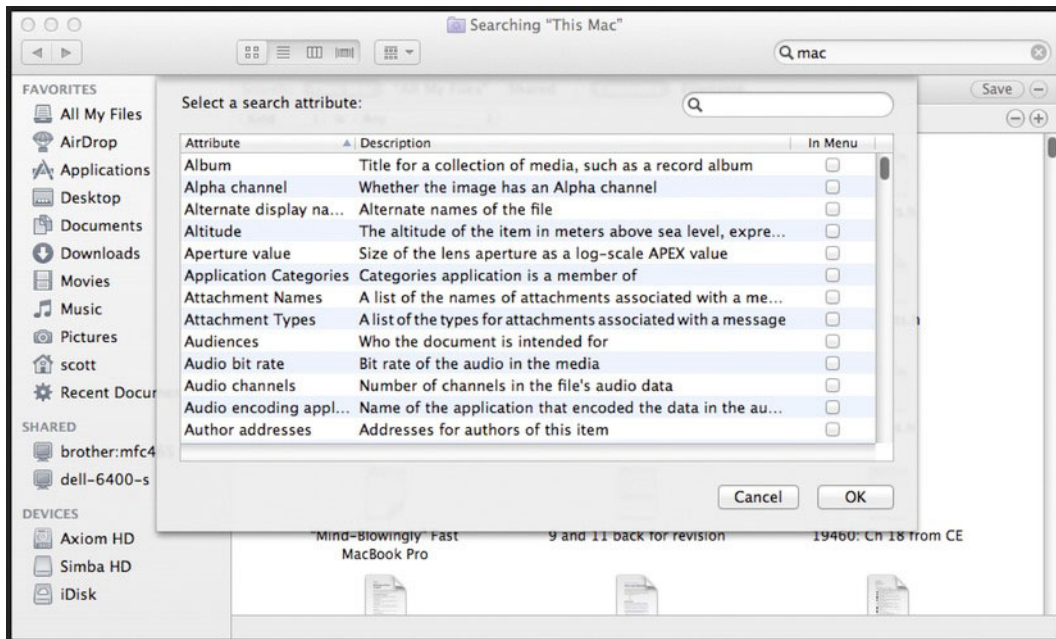 Searching "This Mac"
mac
FAVORITES
All My Files
AirDrop
Applications
Desktop
Documents
Downloads
Movies
Music
Pictures
scott
Recent Docum
SHARED
brother:mfc4
dell-6400-s
DEVICES
Axiom HD
Simba HD
iDisk
Save
Select a search attribute:
Attribute Description In Menu
Album Title for a collection of media, such as a record album
Alpha channel Whether the image has an Alpha channel
Alternate display na... Alternate names of the file
Altitude The altitude of the item in meters above sea level, expre...
Aperture value Size of the lens aperture as a log-scale APEX value
Application Categories Categories application is a member of
Attachment Names A list of the names of attachments associated with a me...
Attachment Types A list of the types for attachments associated with a message
Audiences Who the document is intended for
Audio bit rate Bit rate of the audio in the media
Audio channels Number of channels in the file's audio data
Audio encoding appl... Name of the application that encoded the data in the au...
Author addresses Addresses for authors of this item
Cancel OK
"Mind-Blowingly" Fast MacBook Pro
9 and 11 back for revision
19460: Ch 18 from CE